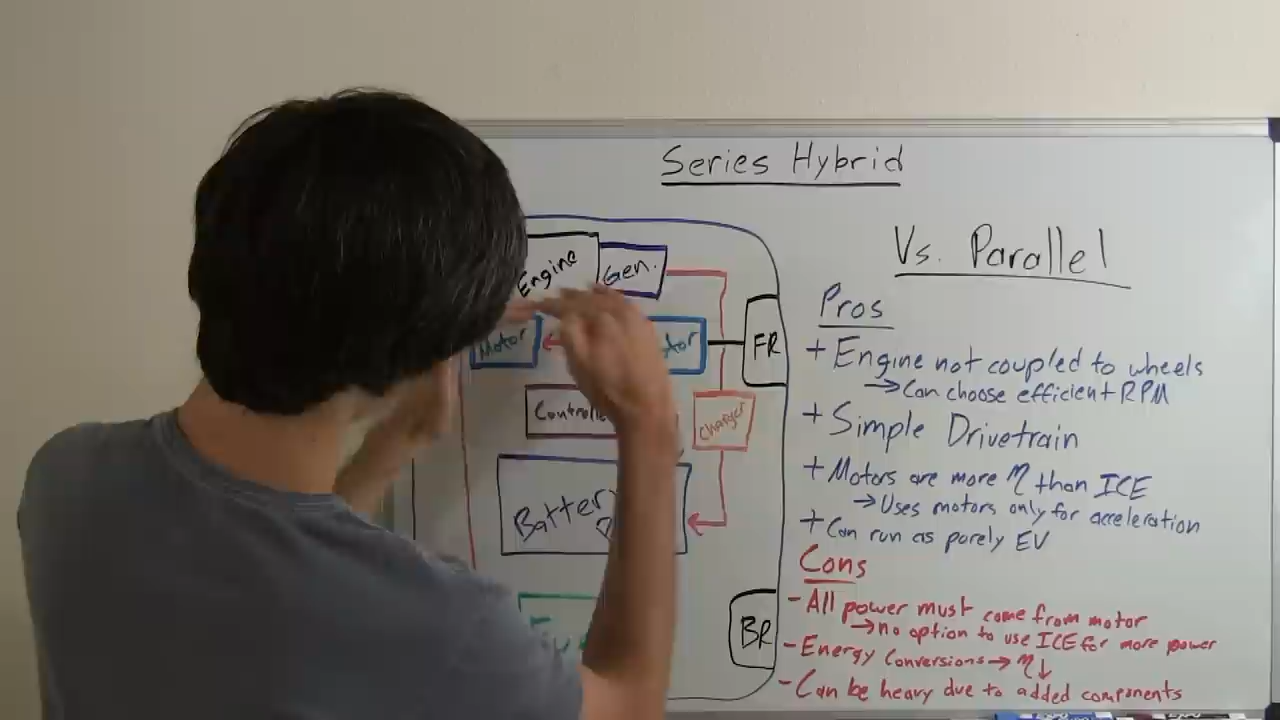 Series Hybrid
Vs. Parallel
Engine
Gen.
Motor
FR
Charger
Pros
+ Engine not coupled to wheels
→ Can choose efficient RPM
+ Simple Drivetrain
+ Motors are more η than ICE
→ Uses motors only for acceleration
+ Can run as purely EV
Cons
- All power must come from motor
→ No option to use ICE for more power
- Energy Conversions → η↓
- Can be heavy due to added components
BR